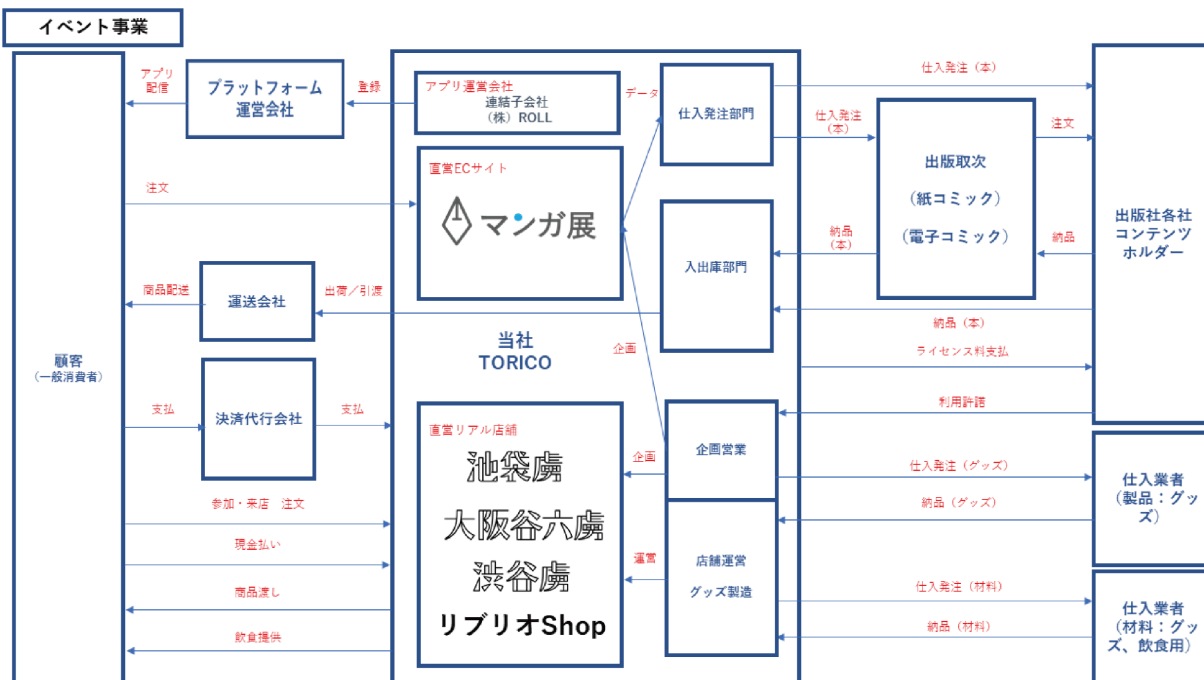 イベント事業
顧客
（一般消費者）
アプリ
配信
プラットフォーム
運営会社
登録
注文
商品配送
運送会社
出荷／引渡
支払
決済代行会社
支払
参加・来店　注文
現金払い
商品渡し
飲食提供
アプリ運営会社
連結子会社
（株）ROLL
直営ECサイト
マンガ展
当社
TORICO
直営リアル店舗
池袋虜
大阪谷六虜
渋谷虜
リブリオShop
データ
企画
企画
運営
仕入発注部門
入出庫部門
企画営業
店舗運営
グッズ製造
仕入発注（本）
仕入発注
（本）
注文
出版取次
（紙コミック）
（電子コミック）
納品
（本）
納品
納品（本）
ライセンス料支払
利用許諾
仕入発注（グッズ）
納品（グッズ）
仕入発注（材料）
納品（材料）
出版社各社
コンテンツ
ホルダー
仕入業者
（製品：グッ
ズ）
仕入業者
（材料：グッ
ズ、飲食用）